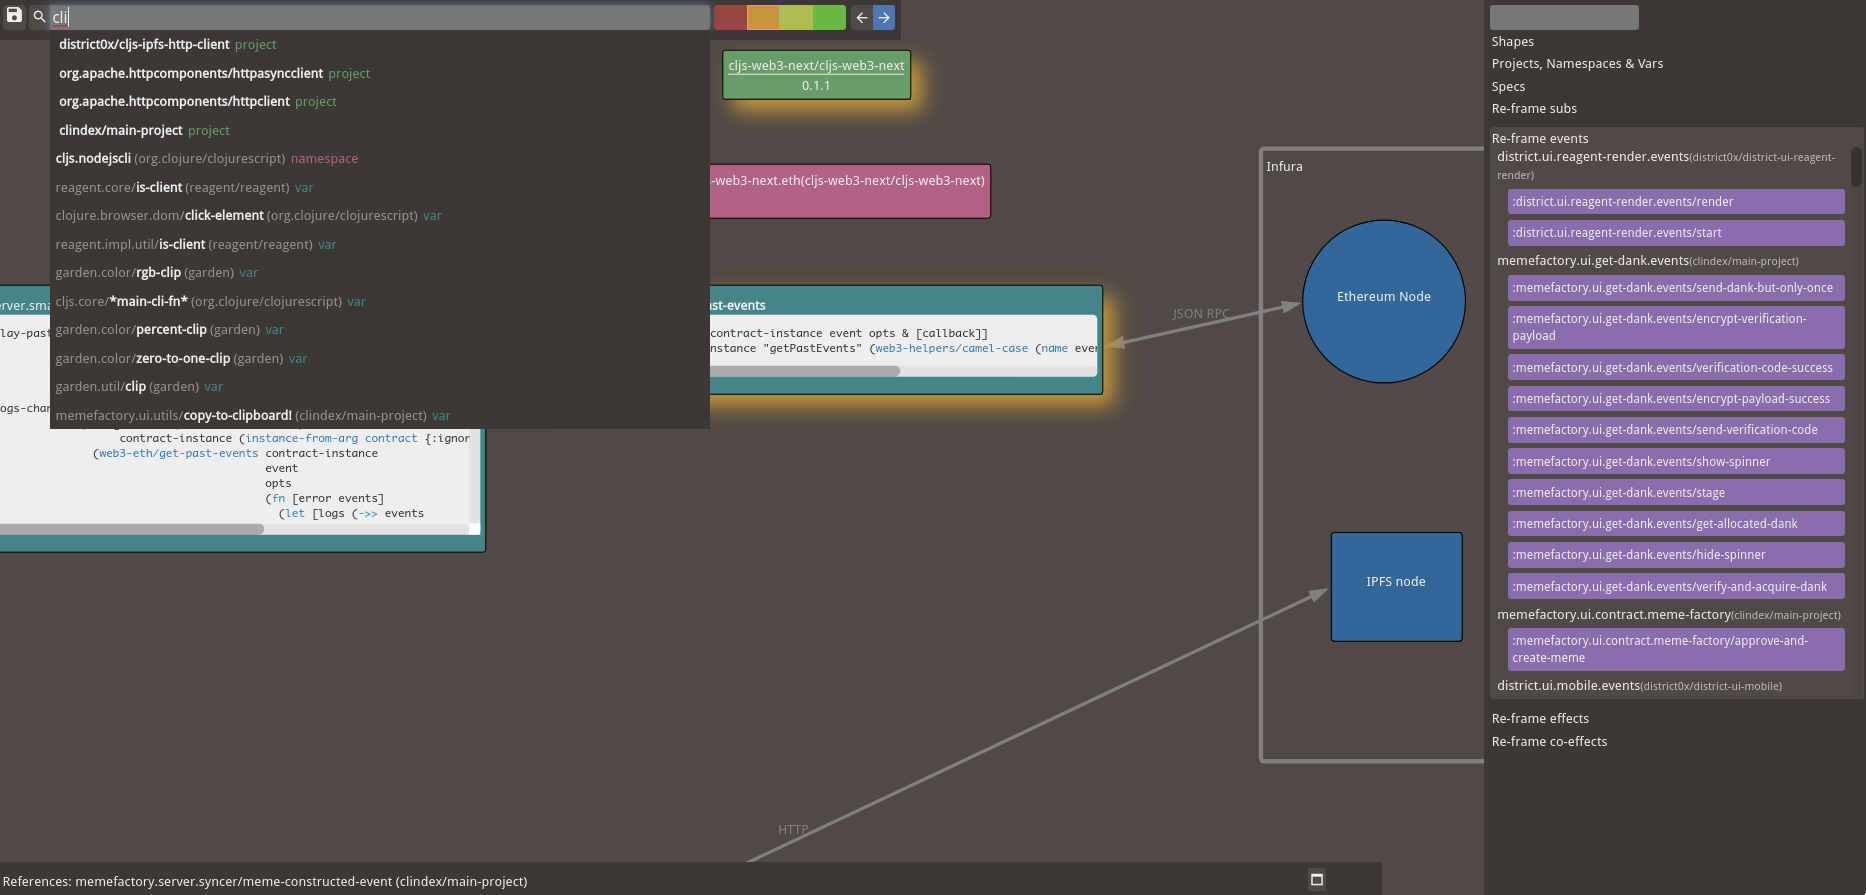 cli
district0x/cljs-ipfs-http-client project
org.apache.httpcomponents/httpasyncclient project
org.apache.httpcomponents/httpclient project
clindex/main-project project
cljs.nodejscli (org.clojure/clojurescript) namespace
reagent.core/is-client (reagent/reagent) var
clojure.browser.dom/click-element (org.clojure/clojurescript) var
reagent.impl.util/is-client (reagent/reagent) var
garden.color/rgb-clip (garden) var
cljs.core/*main-cli-fn* (org.clojure/clojurescript) var
garden.color/percent-clip (garden) var
garden.color/zero-to-one-clip (garden) var
garden.util/clip (garden) var
memefactory.ui.utils/copy-to-clipboard! (clindex/main-project) var
cljs-web3-next/cljs-web3-next
0.1.1
-web3-next.eth(cljs-web3-next/cljs-web3-next)
erver.sma
lay-past
ogs-char
contract-instance (instance-from-arg contract {:ignor
(web3-eth/get-past-events contract-instance
event
opts
(fn [error events]
(let [logs (->> events
st-events
contract-instance event opts & [callback]]
nstance "getPastEvents" (web3-helpers/camel-case (name ever
JSON RPC
HTTP
Infura
Ethereum Node
IPFS node
Shapes
Projects, Namespaces & Vars
Specs
Re-frame subs
Re-frame events
district.ui.reagent-render.events(district0x/district-ui-reagent-
render)
:district.ui.reagent-render.events/render
:district.ui.reagent-render.events/start
memefactory.ui.get-dank.events(clindex/main-project)
:memefactory.ui.get-dank.events/send-dank-but-only-once
:memefactory.ui.get-dank.events/encrypt-verification-
payload
:memefactory.ui.get-dank.events/verification-code-success
:memefactory.ui.get-dank.events/encrypt-payload-success
:memefactory.ui.get-dank.events/send-verification-code
:memefactory.ui.get-dank.events/show-spinner
:memefactory.ui.get-dank.events/stage
:memefactory.ui.get-dank.events/get-allocated-dank
:memefactory.ui.get-dank.events/hide-spinner
:memefactory.ui.get-dank.events/verify-and-acquire-dank
memefactory.ui.contract.meme-factory(clindex/main-project)
:memefactory.ui.contract.meme-factory/approve-and-
create-meme
district.ui.mobile.events(district0x/district-ui-mobile)
Re-frame effects
Re-frame co-effects
References: memefactory.server.syncer/meme-constructed-event (clindex/main-project)